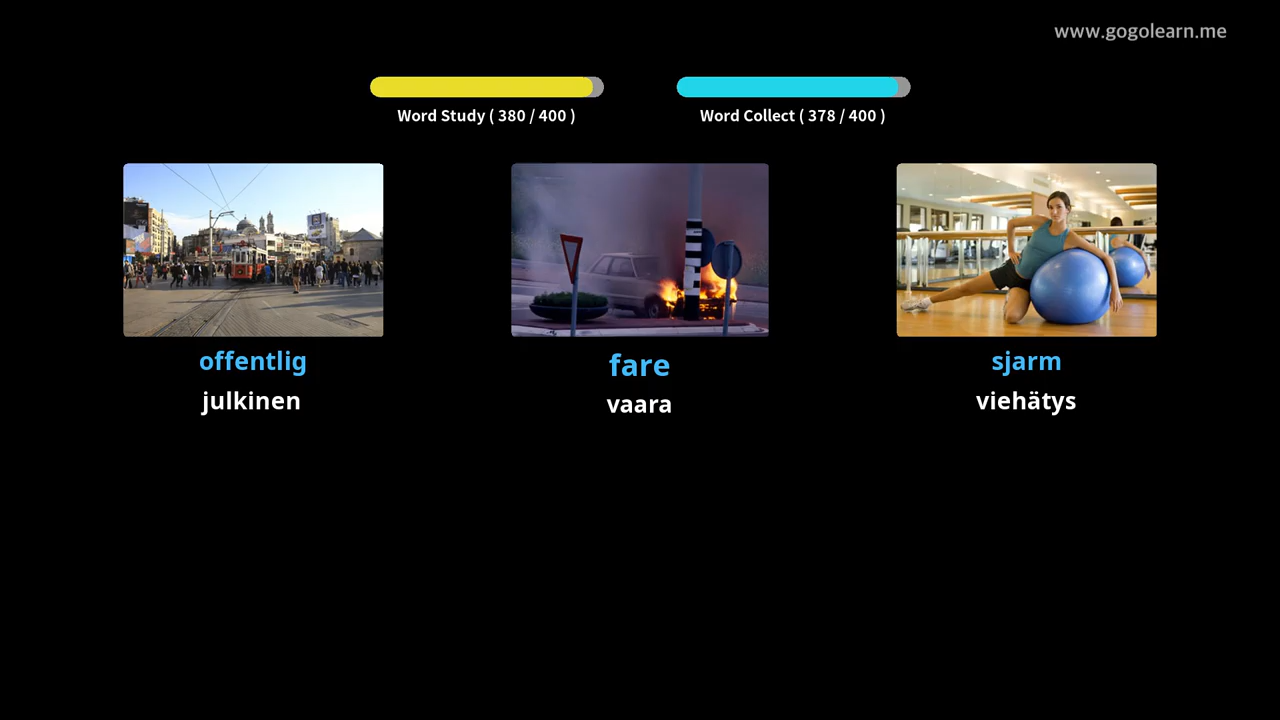 www.gogolearn.me
Word Study ( 380 / 400 )
Word Collect ( 378 / 400 )
offentlig
fare
sjarm
julkinen
vaara
viehätys